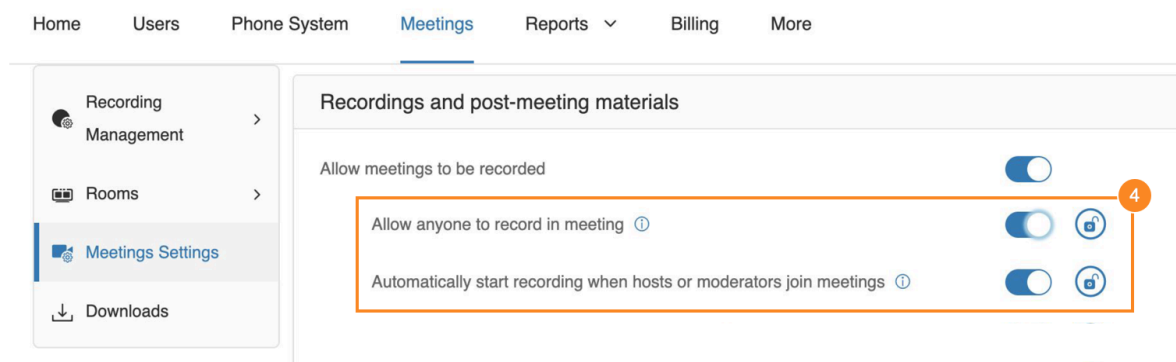 Home Users Phone System Meetings Reports Billing More
Recording
Management
Rooms
Meetings Settings
Downloads
Recordings and post-meeting materials
Allow meetings to be recorded
4
Allow anyone to record in meeting
Automatically start recording when hosts or moderators join meetings